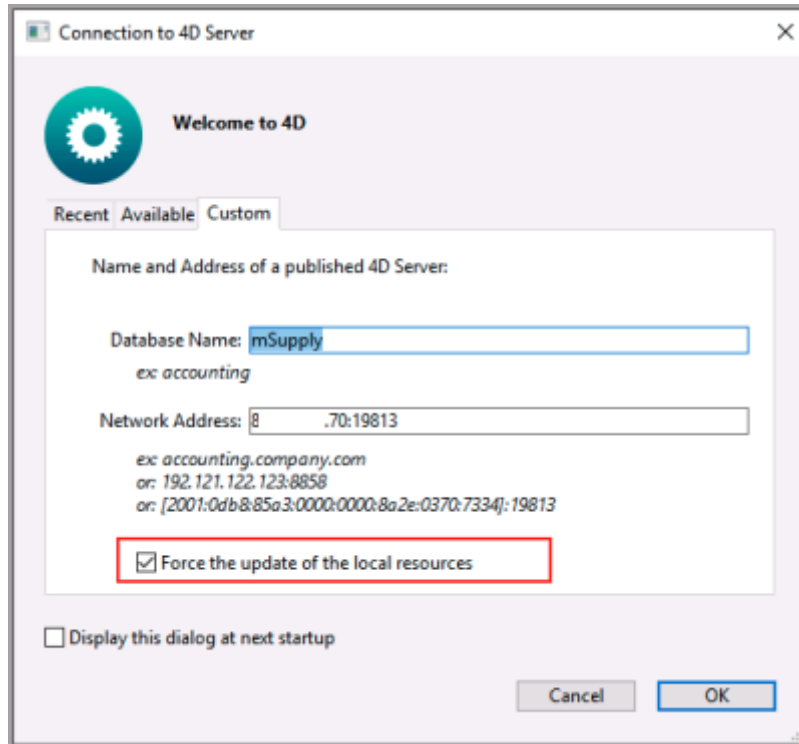 Connection to 4D Server
Welcome to 4D
Recent Available Custom
Name and Address of a published 4D Server:
Database Name: mSupply
ex: accounting
Network Address: 8 .70:19813
ex: accounting.company.com
or: 192.121.122.123:8858
or: [2001:0db8:85a3:0000:0000:8a2e:0370:7334]:19813
Force the update of the local resources
Display this dialog at next startup
Cancel OK